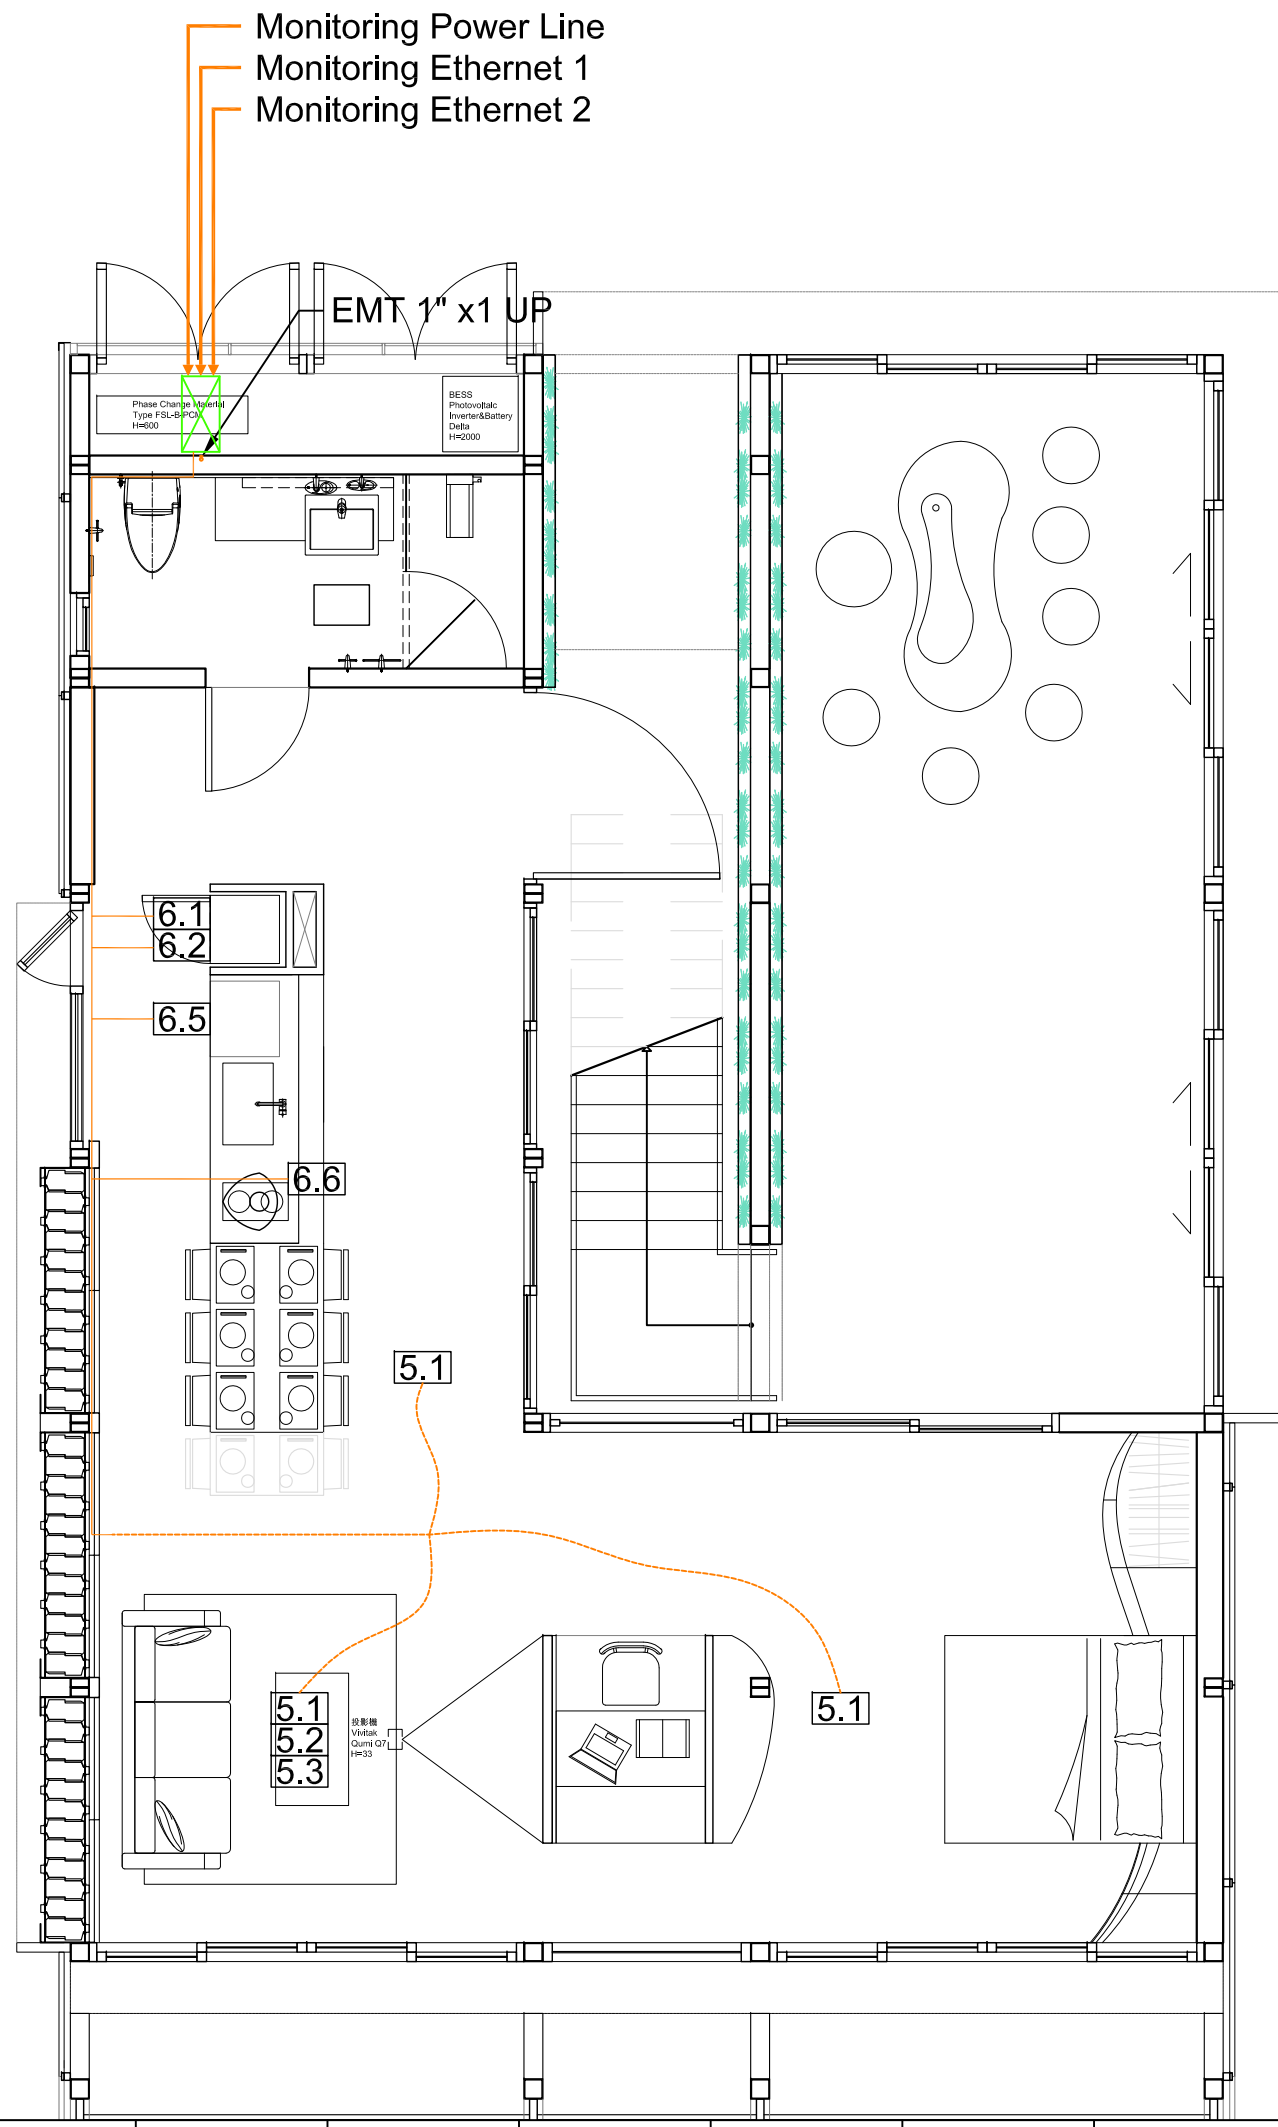 Monitoring Power Line
Monitoring Ethernet 1
Monitoring Ethernet 2
EMT 1" x1 UP
Phase Change Material
Type FSL-B-PCM
H=600
BESS
Photovoltaic
Inverter&Battery
Delta
H=2000
6.1
6.2
6.5
6.6
5.1
5.1
5.2
5.3
投影機
Vivitak
Qumi Q7
H=33
5.1